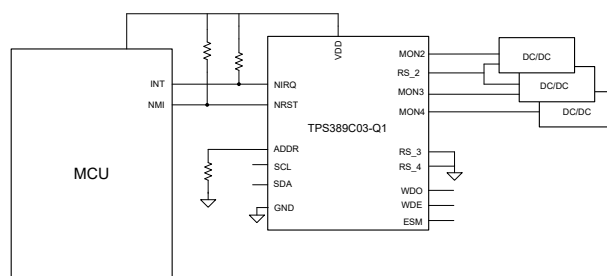 MCU
INT
NMI
VDD
NIRQ
NRST
ADDR
SCL
SDA
GND
TPS389C03-Q1
MON2
RS_2
MON3
MON4
RS_3
RS_4
WDO
WDE
ESM
DC/DC
DC/DC
DC/DC